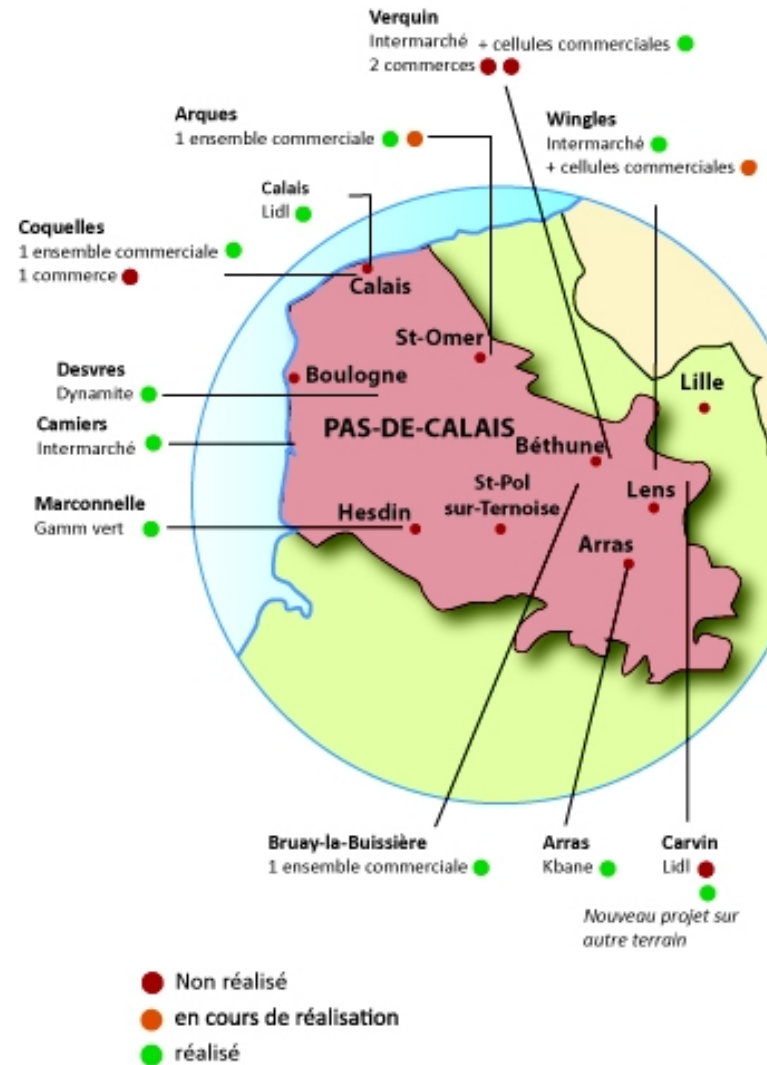 Verquin
Intermarché + cellules commerciales
2 commerces
Arques
1 ensemble commerciale
Wingles
Intermarché
+ cellules commerciales
Calais
Lidl
Coquelles
1 ensemble commerciale
1 commerce
Calais
St-Omer
Desvres
Dynamite
Boulogne
Lille
Camiers
Intermarché
PAS-DE-CALAIS
Béthune
Marconnelle
Gamm vert
Hesdin
St-Pol
sur-Ternoise
Lens
Arras
Bruay-la-Buissière
1 ensemble commerciale
Arras
Kbane
Carvin
Lidl
Nouveau projet sur
autre terrain
Non réalisé
en cours de réalisation
réalisé